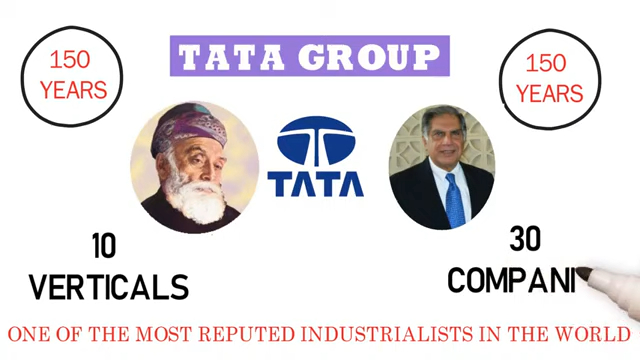 150
YEARS
TATA GROUP
150
YEARS
TATA
10
VERTICALS
30
COMPANI
ONE OF THE MOST REPUTED INDUSTRIALISTS IN THE WORLD